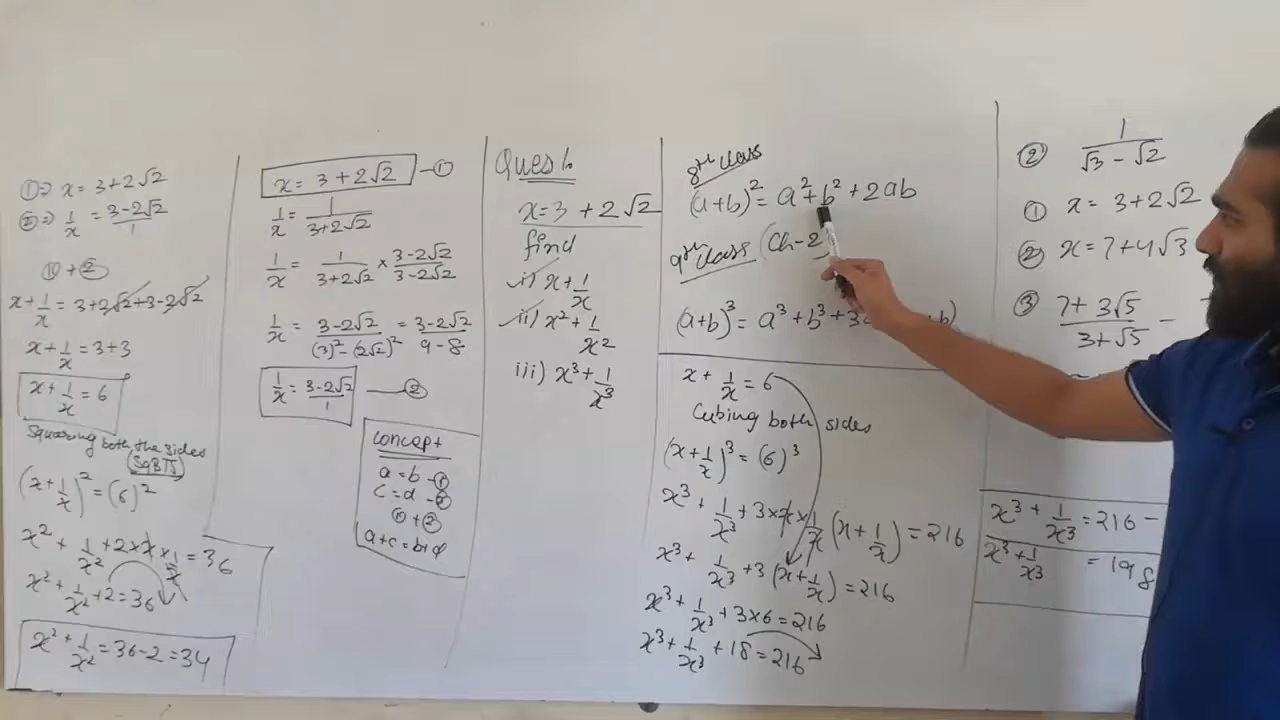 ① ⇒ x = 3+2√2
② ⇒ 1/x = (3-2√2)/1
① + ②
x + 1/x = 3+2√2+3-2√2
x + 1/x = 3+3
x + 1/x = 6
Squaring both the sides
(SqBTS)
(x + 1/x)² = (6)²
x² + 1/x² + 2 × x × 1/x = 36
x² + 1/x² + 2 = 36
x² + 1/x² = 36-2 = 34
x = 3+2√2 — ①
1/x = 1/(3+2√2)
1/x = 1/(3+2√2) × (3-2√2)/(3-2√2)
1/x = (3-2√2)/((3)²-(2√2)²) = (3-2√2)/(9-8)
1/x = (3-2√2)/1 — ②
Concept
a = b - ①
c = d - ②
① + ②
a+c = b+d
Ques 1.
x = 3 + 2√2
find
i) x + 1/x
ii) x² + 1/x²
iii) x³ + 1/x³
8th class
(a+b)² = a² + b² + 2ab
9th class (Ch-2)
(a+b)³ = a³ + b³ + 3
b)
x + 1/x = 6
Cubing both sides
(x + 1/x)³ = (6)³
x³ + 1/x³ + 3 × x × 1/x (x + 1/x) = 216
x³ + 1/x³ + 3 (x + 1/x) = 216
x³ + 1/x³ + 3×6 = 216
x³ + 1/x³ + 18 = 216
② 1/(√3 - √2)
① x = 3+2√2
② x = 7+4√3
③ (7+3√5)/(3+√5) -
x³ + 1/x³ = 216 -
x³ + 1/x³ = 198